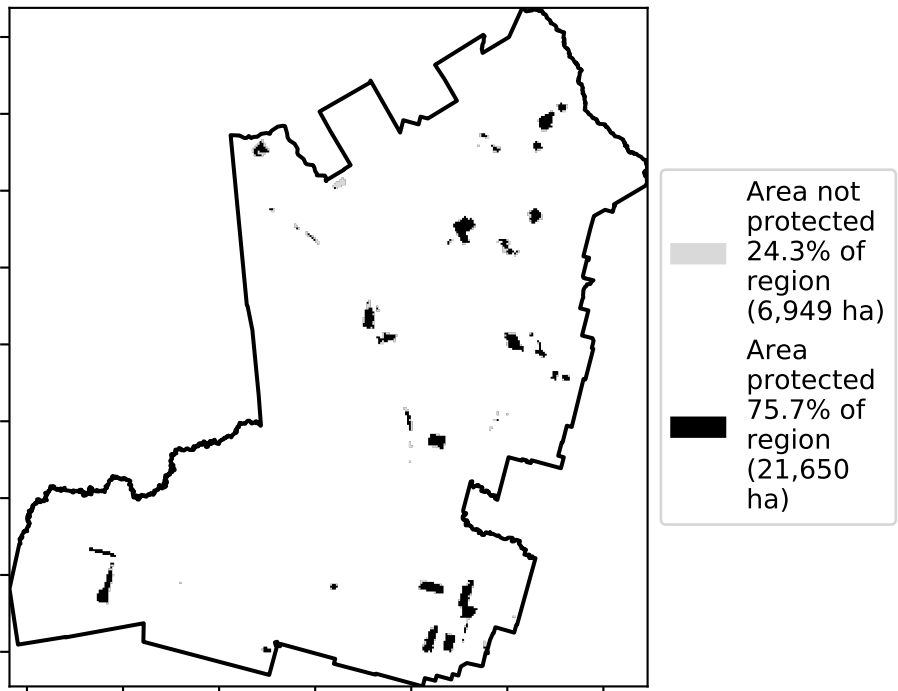 Area not
protected
24.3% of
region
(6,949 ha)
Area
protected
75.7% of
region
(21,650
ha)